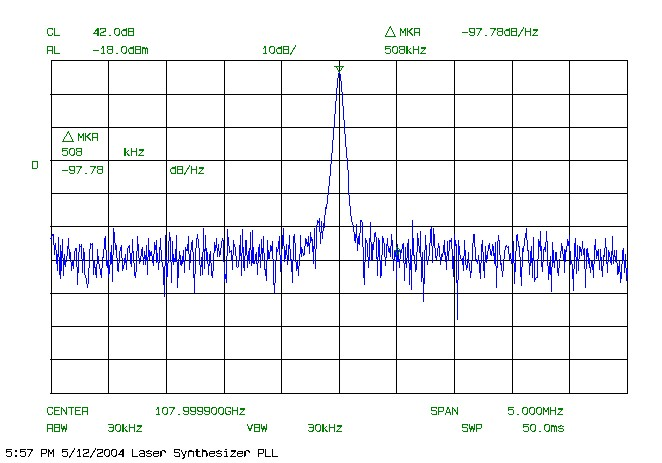 CL 42.0dB △ MKR -97.78dB/Hz
RL -18.0dBm 10dB/ 508kHz
△ MKR
508 kHz
D
-97.78 dB/Hz
CENTER 107.999900GHz SPAN 5.000MHz
RBW 30kHz VBW 30kHz SWP 50.0ms
5:57 PM 5/12/2004 Laser Synthesizer PLL